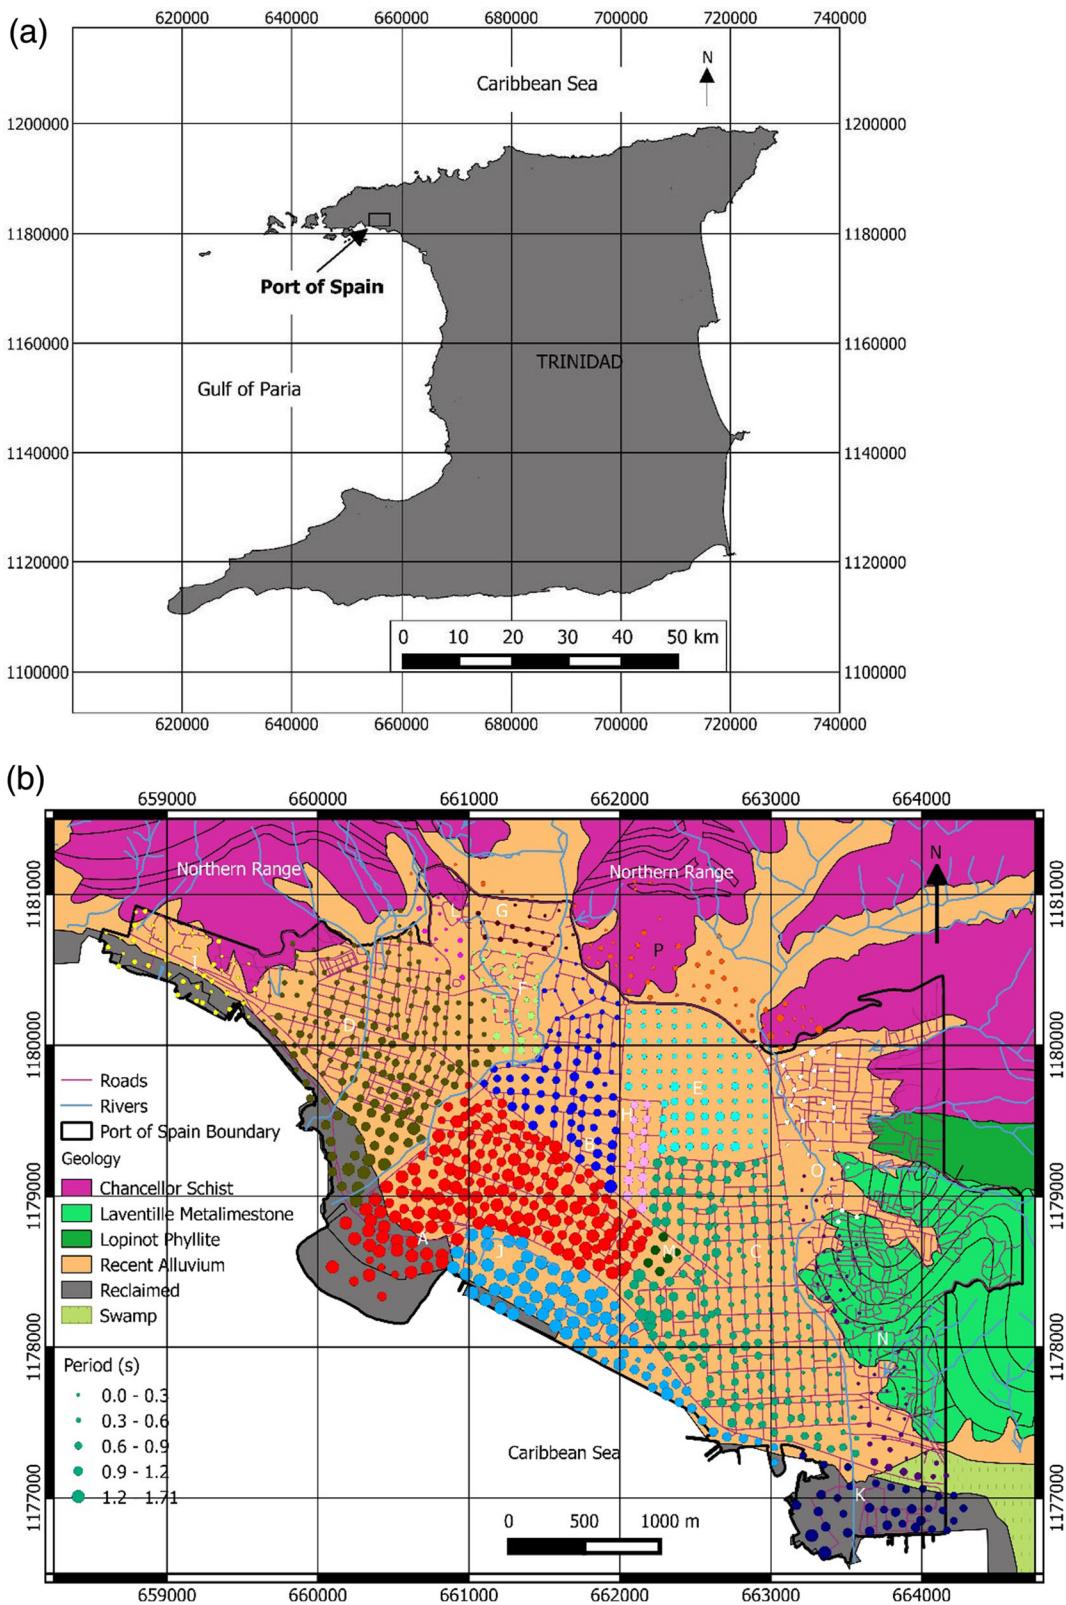 (a)
620000 640000 660000 680000 700000 720000 740000
N
Caribbean Sea
1200000 1200000
1180000 1180000
Port of Spain
1160000 1160000
TRINIDAD
Gulf of Paria
1140000 1140000
1120000 1120000
0 10 20 30 40 50 km
1100000 1100000
620000 640000 660000 680000 700000 720000 740000
(b)
659000 660000 661000 662000 663000 664000
Northern Range Northern Range N
1181000 1181000
L G
P
I
F
D
1180000 1180000
Roads
E
Rivers
H
Port of Spain Boundary
B
Geology
O
Chancellor Schist
1179000 1179000
Laventille Metalimestone
Lopinot Phyllite
A J M C
Recent Alluvium
Reclaimed
Swamp
N
1178000 1178000
Period (s)
0.0 - 0.3
0.3 - 0.6
0.6 - 0.9
0.9 - 1.2
1.2 - 1.71
Caribbean Sea
K
1177000 1177000
0 500 1000 m
659000 660000 661000 662000 663000 664000